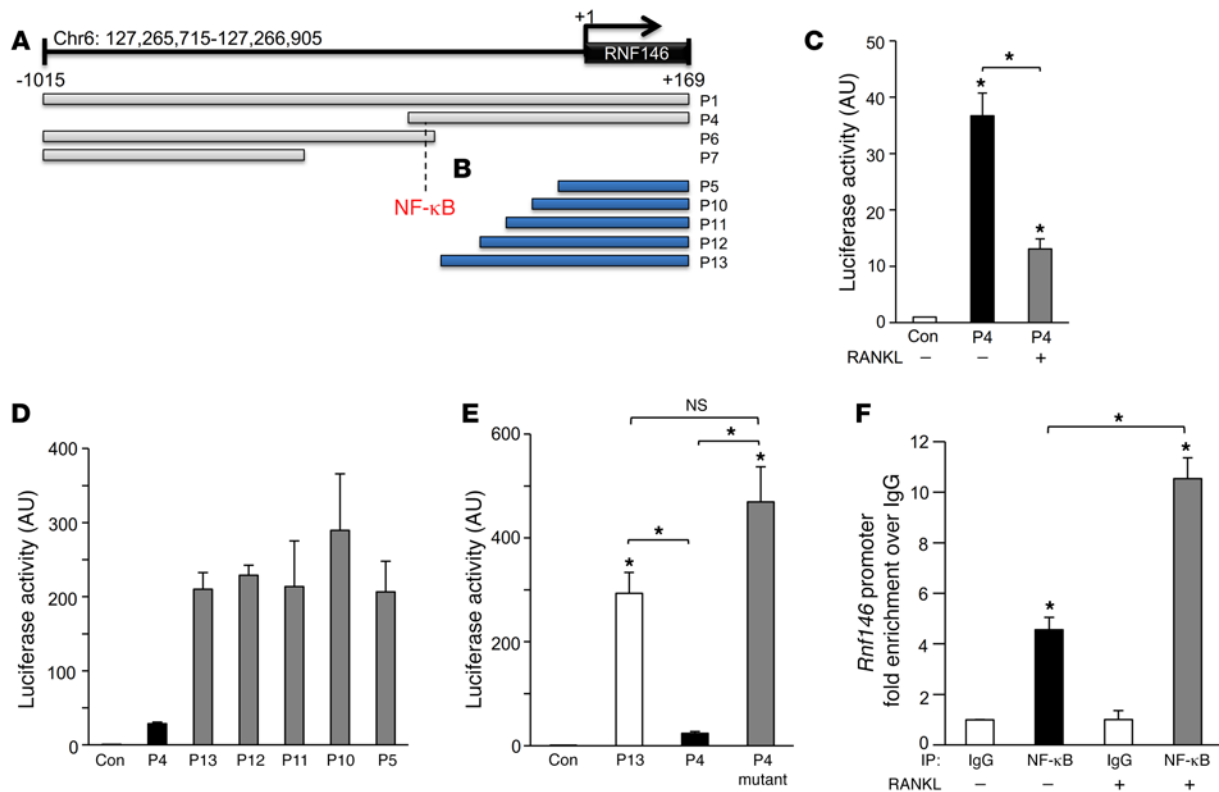 A
Chr6: 127,265,715-127,266,905
+1
RNF146
-1015
+169
P1
P4
P6
P7
NF-κB
B
P5
P10
P11
P12
P13
C
Luciferase activity (AU)
50
40
30
20
10
0
*
*
*
Con
P4
P4
RANKL
–
–
+
D
Luciferase activity (AU)
400
300
200
100
0
Con
P4
P13
P12
P11
P10
P5
E
Luciferase activity (AU)
600
400
200
0
NS
*
*
*
*
Con
P13
P4
P4
mutant
F
Rnf146 promoter
fold enrichment over IgG
12
10
8
6
4
2
0
*
*
*
IP:
IgG
NF-κB
IgG
NF-κB
RANKL
–
–
+
+